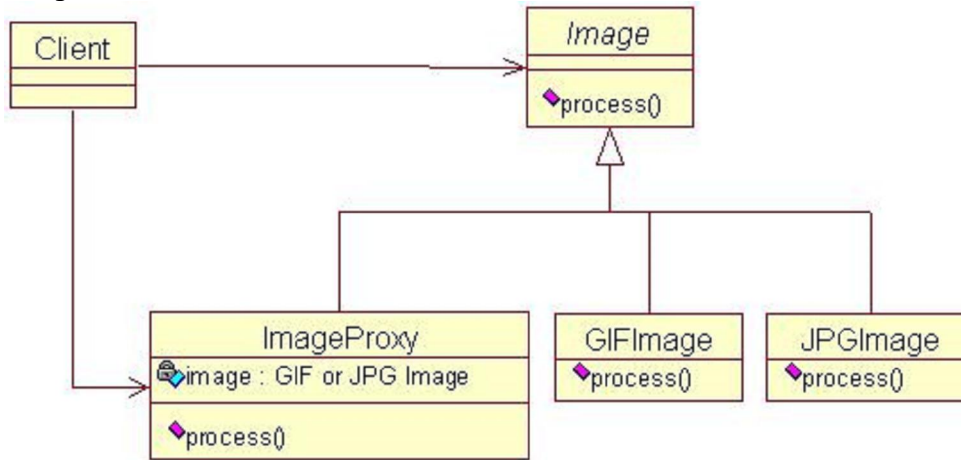 Client
Image
process()
ImageProxy
image : GIF or JPG Image
process()
GIFImage
process()
JPGImage
process()